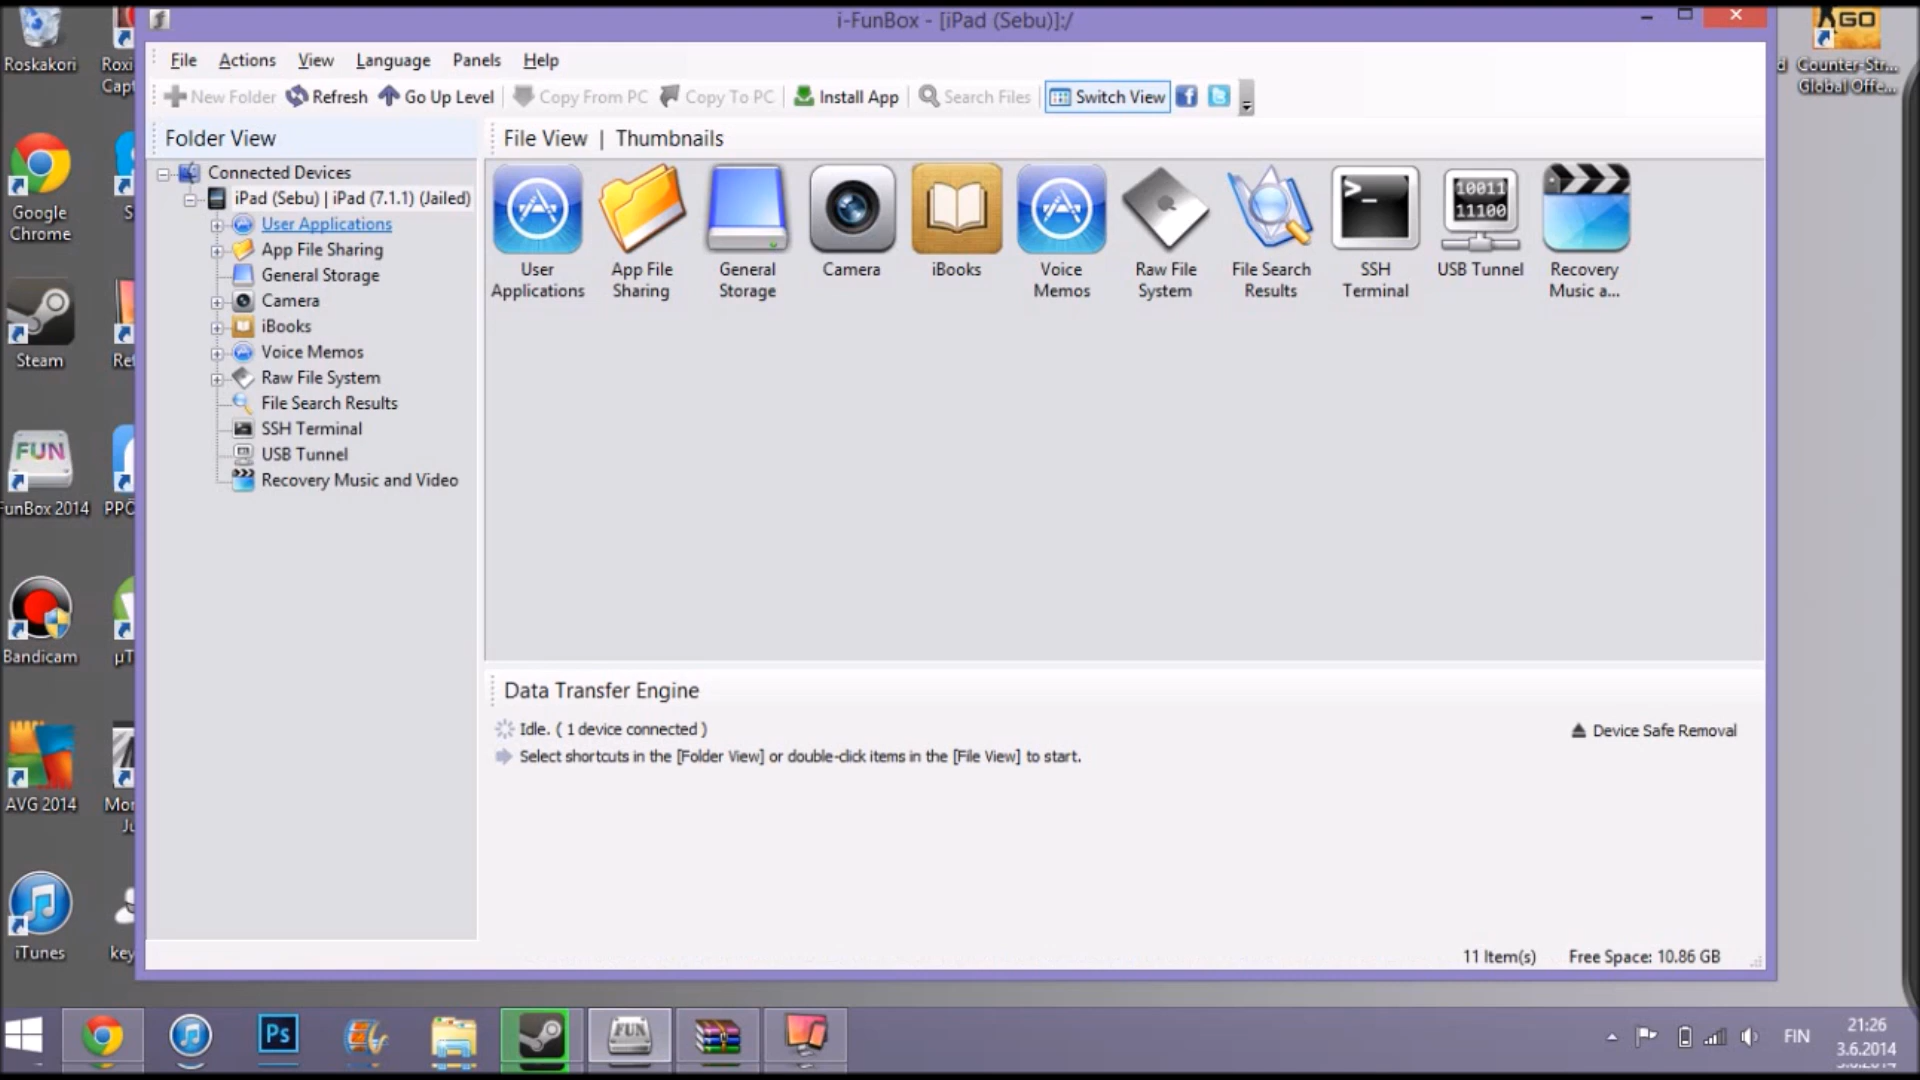 i-FunBox - [iPad (Sebu)]:/
File Actions View Language Panels Help
New Folder Refresh Go Up Level Copy From PC Copy To PC Install App Search Files Switch View
Folder View
File View | Thumbnails
Connected Devices
iPad (Sebu) | iPad (7.1.1) (Jailed)
User Applications
App File Sharing
General Storage
Camera
iBooks
Voice Memos
Raw File System
File Search Results
SSH Terminal
USB Tunnel
Recovery Music and Video
User Applications
App File Sharing
General Storage
Camera
iBooks
Voice Memos
Raw File System
File Search Results
>_
SSH Terminal
10011
11100
USB Tunnel
Recovery Music a...
Data Transfer Engine
Idle. ( 1 device connected )
Device Safe Removal
Select shortcuts in the [Folder View] or double-click items in the [File View] to start.
11 Item(s) Free Space: 10.86 GB
Roskakori
Roxi
Capt
Google Chrome
S
Steam
FUN
FunBox 2014
PPC
Bandicam
µT
AVG 2014
Mor
iTunes
key
GO
Counter-Str...
Global Offe...
Ps
FUN
FIN
21:26
3.6.2014